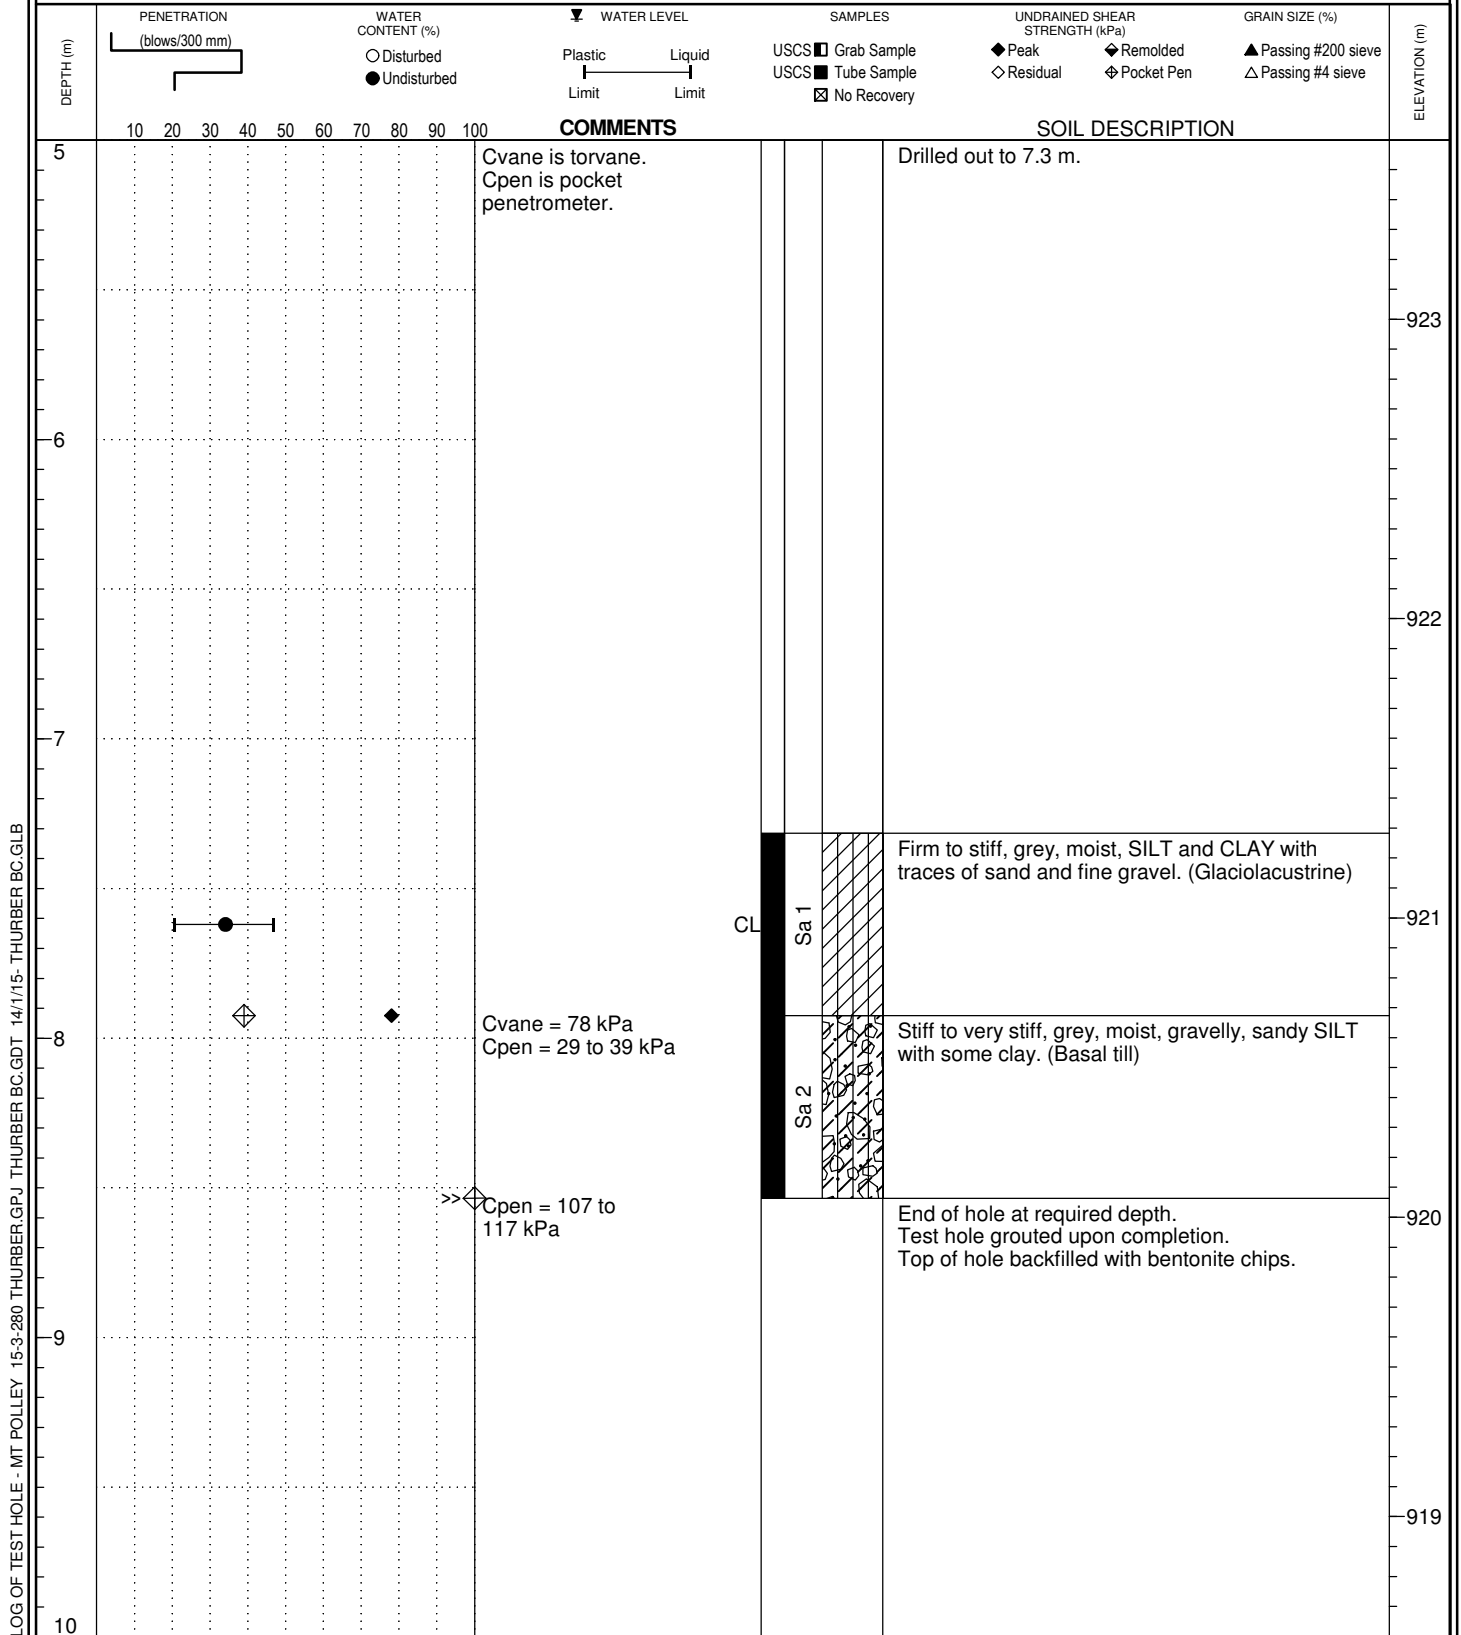 PENETRATION
(blows/300 mm)
WATER
CONTENT (%)
Disturbed
Undisturbed
WATER LEVEL
Plastic Liquid
Limit Limit
SAMPLES
USCS Grab Sample
USCS Tube Sample
No Recovery
UNDRAINED SHEAR
STRENGTH (kPa)
Peak Remolded
Residual Pocket Pen
GRAIN SIZE (%)
Passing #200 sieve
Passing #4 sieve
DEPTH (m)
ELEVATION (m)
10 20 30 40 50 60 70 80 90 100
COMMENTS
SOIL DESCRIPTION
5
Cvane is torvane.
Cpen is pocket
penetrometer.
Drilled out to 7.3 m.
923
6
922
7
Firm to stiff, grey, moist, SILT and CLAY with
traces of sand and fine gravel. (Glaciolacustrine)
CL
Sa 1
921
Cvane = 78 kPa
Cpen = 29 to 39 kPa
8
Stiff to very stiff, grey, moist, gravelly, sandy SILT
with some clay. (Basal till)
Sa 2
>>
Cpen = 107 to
117 kPa
End of hole at required depth.
Test hole grouted upon completion.
Top of hole backfilled with bentonite chips.
920
9
919
10
LOG OF TEST HOLE - MT POLLEY 15-3-280 THURBER.GPJ THURBER BC.GDT 14/1/15- THURBER BC.GLB